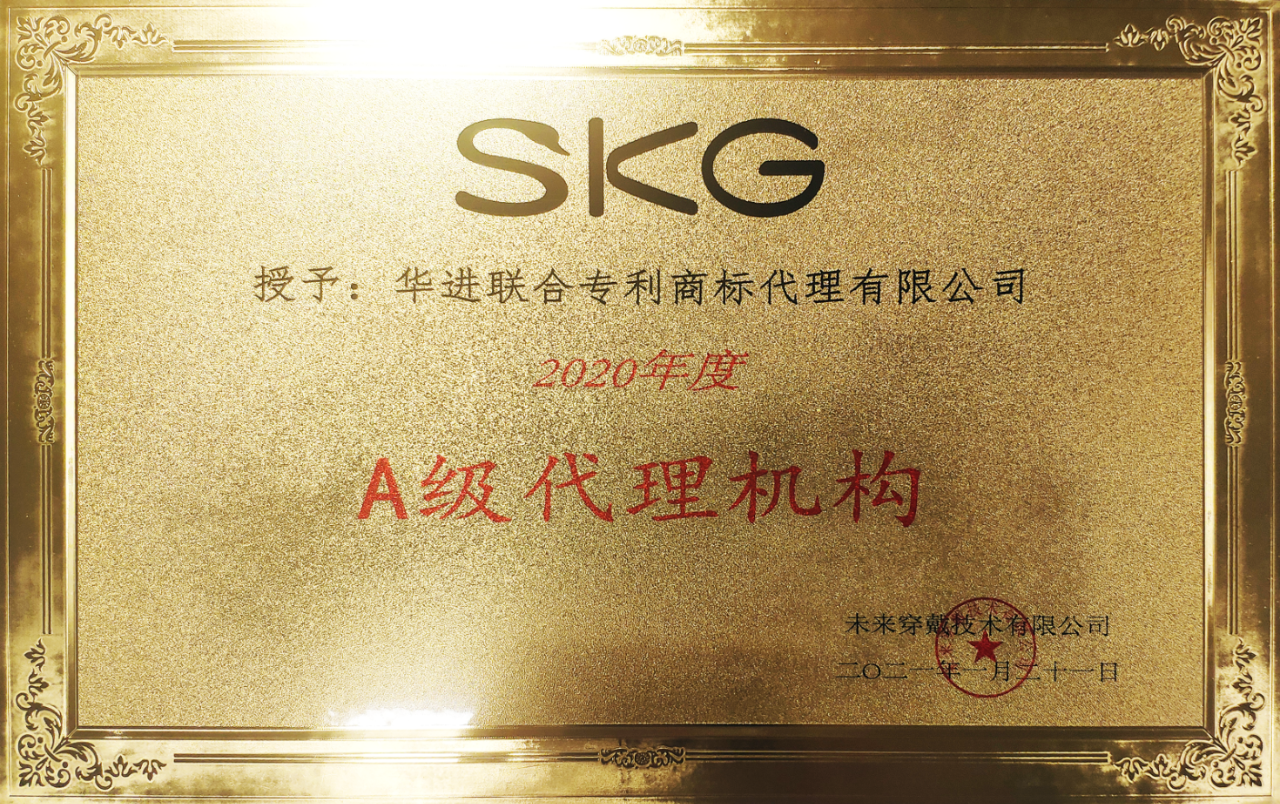 SKG
授予：华进联合专利商标代理有限公司
2020年度
A级代理机构
未来穿戴技术有限公司
二〇二一年一月二十一日